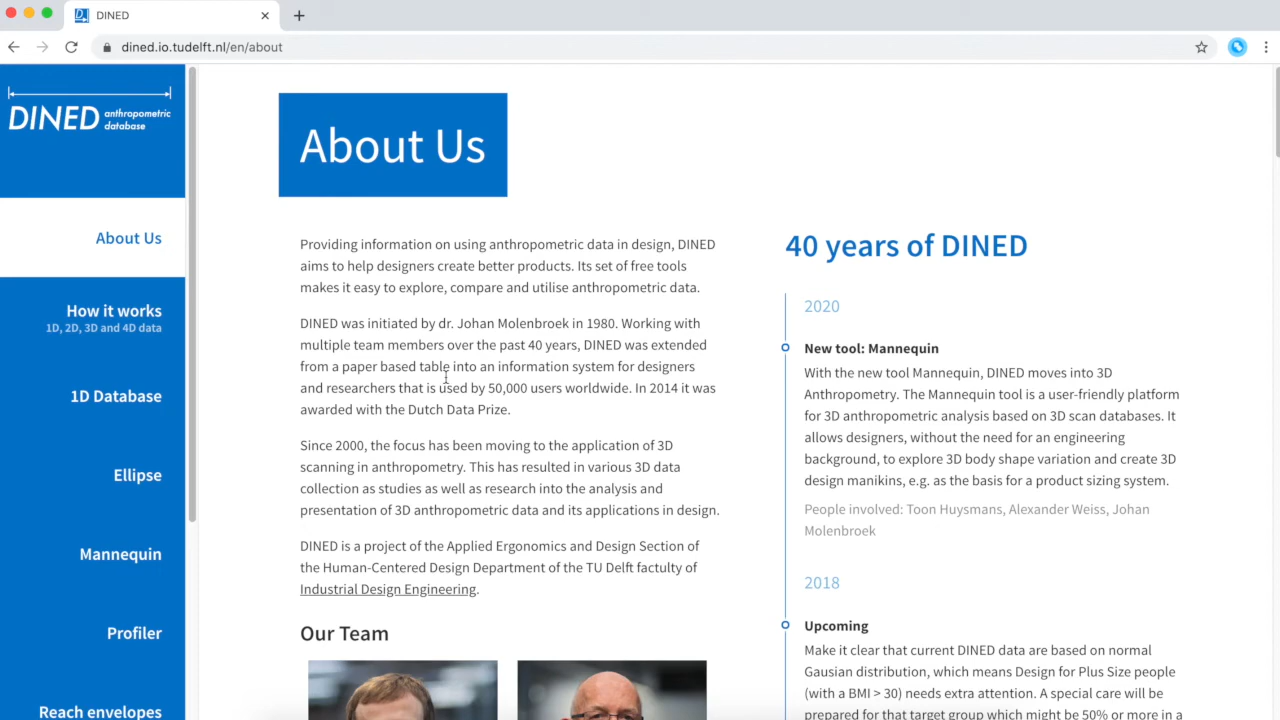 DINED
dined.io.tudelft.nl/en/about
DINED anthropometric
database
About Us
How it works
1D, 2D, 3D and 4D data
1D Database
Ellipse
Mannequin
Profiler
Reach envelopes
About Us
Providing information on using anthropometric data in design, DINED
aims to help designers create better products. Its set of free tools
makes it easy to explore, compare and utilise anthropometric data.
DINED was initiated by dr. Johan Molenbroek in 1980. Working with
multiple team members over the past 40 years, DINED was extended
from a paper based table into an information system for designers
and researchers that is used by 50,000 users worldwide. In 2014 it was
awarded with the Dutch Data Prize.
Since 2000, the focus has been moving to the application of 3D
scanning in anthropometry. This has resulted in various 3D data
collection as studies as well as research into the analysis and
presentation of 3D anthropometric data and its applications in design.
DINED is a project of the Applied Ergonomics and Design Section of
the Human-Centered Design Department of the TU Delft factulty of
Industrial Design Engineering.
Our Team
40 years of DINED
2020
New tool: Mannequin
With the new tool Mannequin, DINED moves into 3D
Anthropometry. The Mannequin tool is a user-friendly platform
for 3D anthropometric analysis based on 3D scan databases. It
allows designers, without the need for an engineering
background, to explore 3D body shape variation and create 3D
design manikins, e.g. as the basis for a product sizing system.
People involved: Toon Huysmans, Alexander Weiss, Johan
Molenbroek
2018
Upcoming
Make it clear that current DINED data are based on normal
Gausian distribution, which means Design for Plus Size people
(with a BMI > 30) needs extra attention. A special care will be
prepared for that target group which might be 50% or more in a